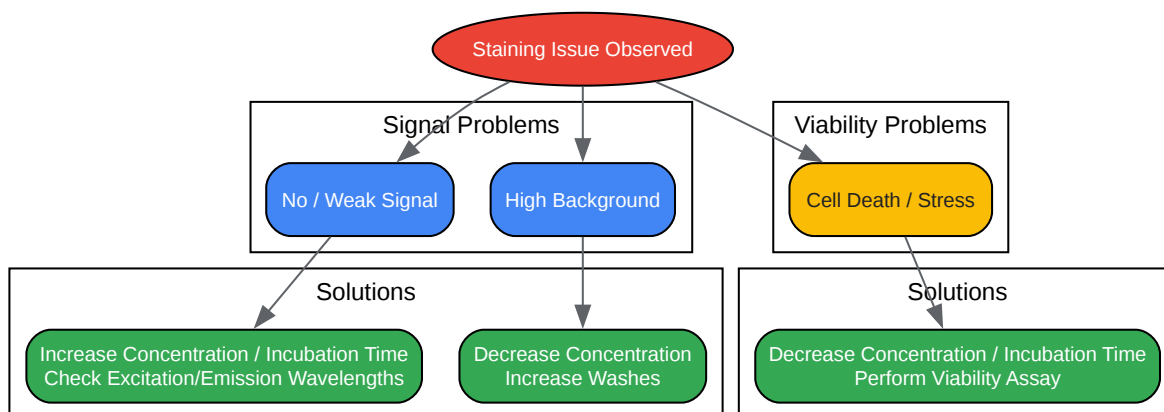 Staining Issue Observed
Signal Problems
Viability Problems
No / Weak Signal
High Background
Cell Death / Stress
Solutions
Solutions
Increase Concentration / Incubation Time
Check Excitation/Emission Wavelengths
Decrease Concentration
Increase Washes
Decrease Concentration / Incubation Time
Perform Viability Assay